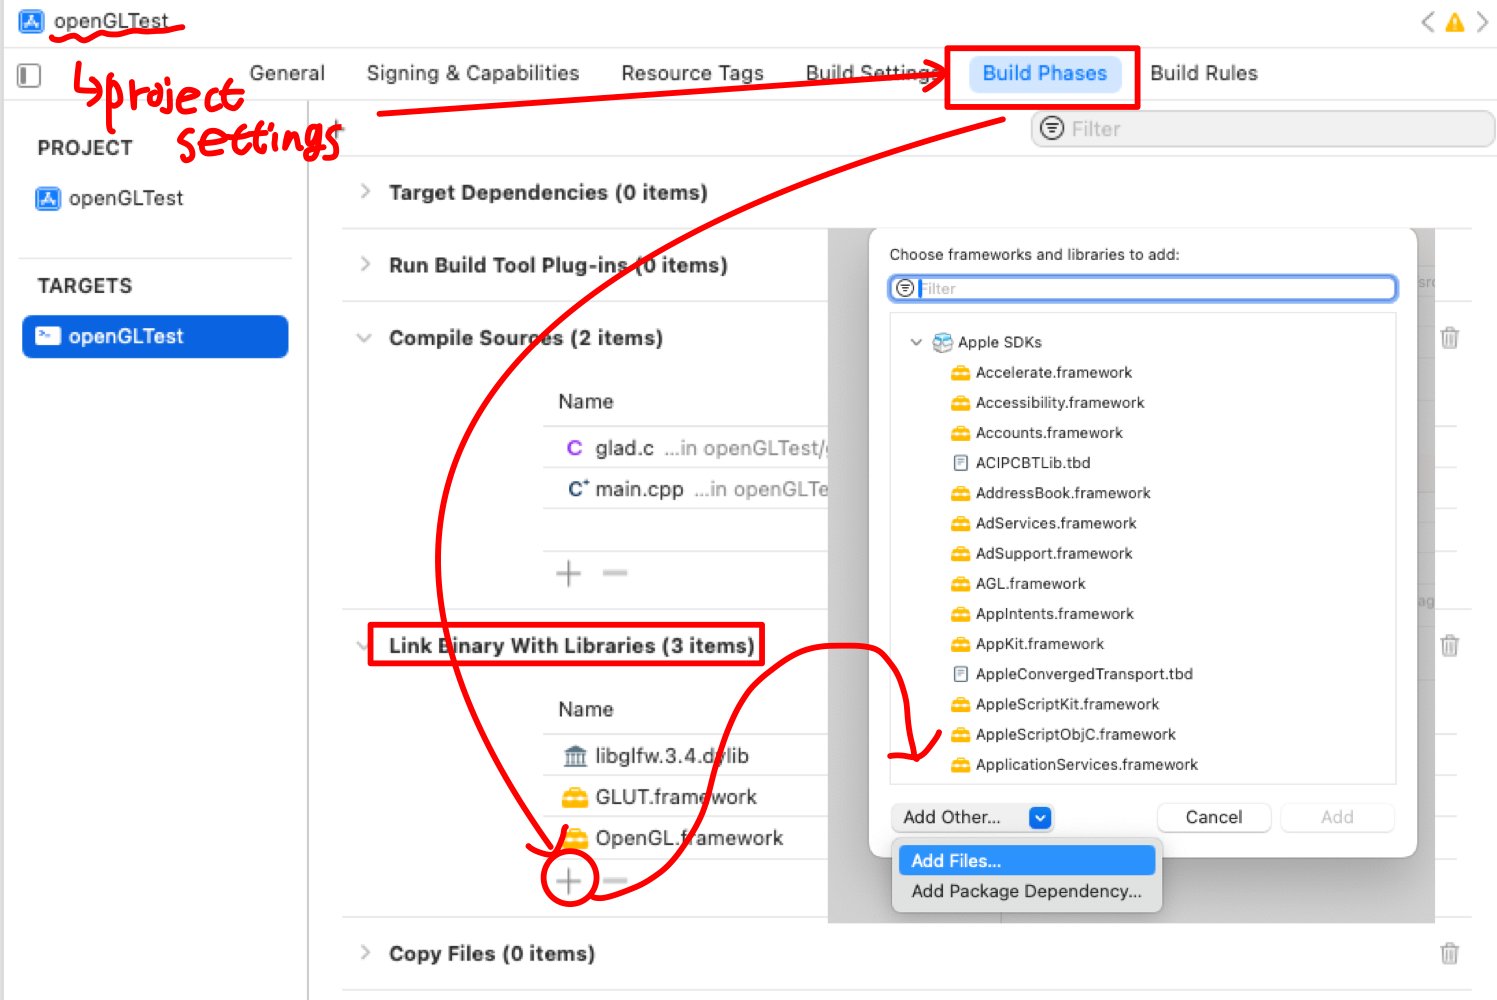 openGLTest
project
settings
General Signing & Capabilities Resource Tags Build Settings Build Phases Build Rules
Filter
PROJECT
openGLTest
TARGETS
openGLTest
Target Dependencies (0 items)
Run Build Tool Plug-ins (0 items)
Compile Sources (2 items)
Name
glad.c ...in openGLTest/
main.cpp ...in openGLTe
Link Binary With Libraries (3 items)
Name
libglfw.3.4.dylib
GLUT.framework
OpenGL.framework
Copy Files (0 items)
Choose frameworks and libraries to add:
Filter
Apple SDKs
Accelerate.framework
Accessibility.framework
Accounts.framework
ACIPCBTLib.tbd
AddressBook.framework
AdServices.framework
AdSupport.framework
AGL.framework
AppIntents.framework
AppKit.framework
AppleConvergedTransport.tbd
AppleScriptKit.framework
AppleScriptObjC.framework
ApplicationServices.framework
Add Other... Cancel Add
Add Files...
Add Package Dependency...